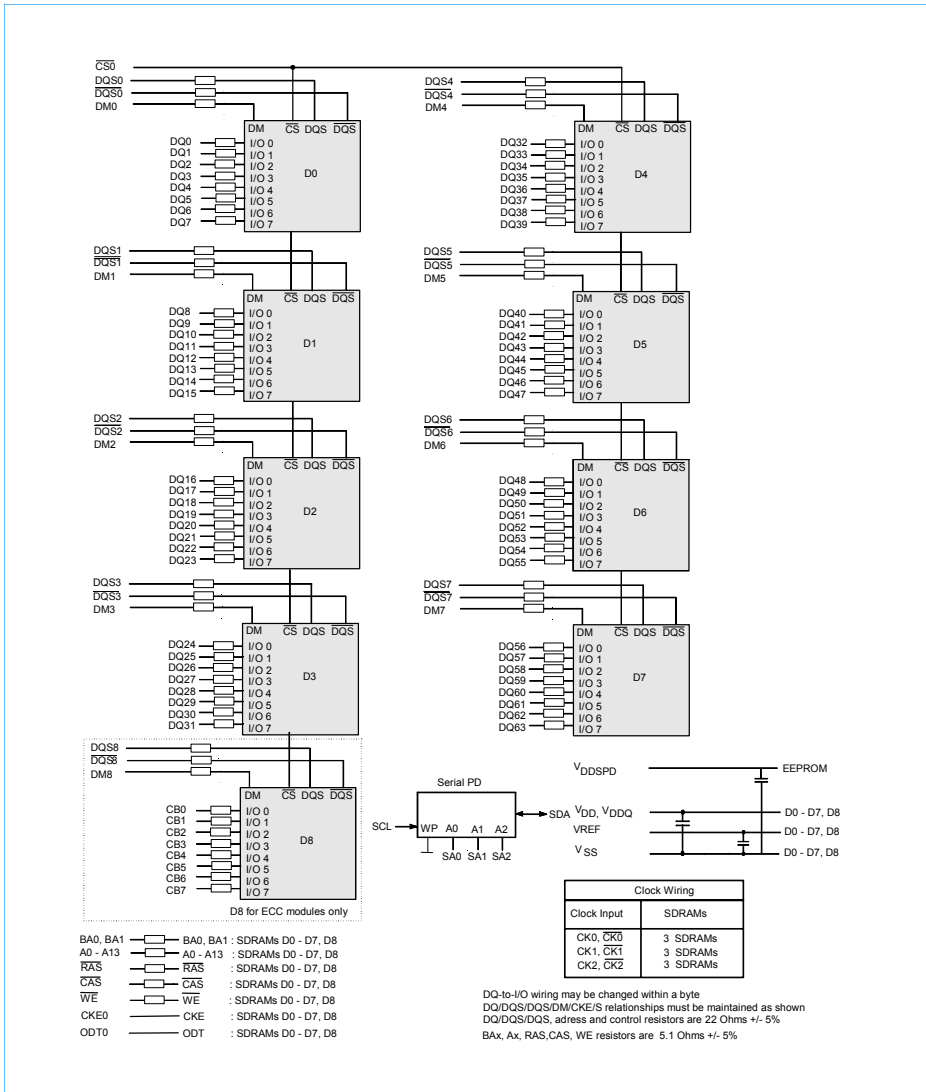 CS0
DQS0
DQS0
DM0
DM CS DQS DQS
D0
DQ0 I/O 0
DQ1 I/O 1
DQ2 I/O 2
DQ3 I/O 3
DQ4 I/O 4
DQ5 I/O 5
DQ6 I/O 6
DQ7 I/O 7
DQS1
DQS1
DM1
DM CS DQS DQS
D1
DQ8 I/O 0
DQ9 I/O 1
DQ10 I/O 2
DQ11 I/O 3
DQ12 I/O 4
DQ13 I/O 5
DQ14 I/O 6
DQ15 I/O 7
DQS2
DQS2
DM2
DM CS DQS DQS
D2
DQ16 I/O 0
DQ17 I/O 1
DQ18 I/O 2
DQ19 I/O 3
DQ20 I/O 4
DQ21 I/O 5
DQ22 I/O 6
DQ23 I/O 7
DQS3
DQS3
DM3
DM CS DQS DQS
D3
DQ24 I/O 0
DQ25 I/O 1
DQ26 I/O 2
DQ27 I/O 3
DQ28 I/O 4
DQ29 I/O 5
DQ30 I/O 6
DQ31 I/O 7
DQS8
DQS8
DM8
DM CS DQS DQS
D8
CB0 I/O 0
CB1 I/O 1
CB2 I/O 2
CB3 I/O 3
CB4 I/O 4
CB5 I/O 5
CB6 I/O 6
CB7 I/O 7
D8 for ECC modules only
DQS4
DQS4
DM4
DM CS DQS DQS
D4
DQ32 I/O 0
DQ33 I/O 1
DQ34 I/O 2
DQ35 I/O 3
DQ36 I/O 4
DQ37 I/O 5
DQ38 I/O 6
DQ39 I/O 7
DQS5
DQS5
DM5
DM CS DQS DQS
D5
DQ40 I/O 0
DQ41 I/O 1
DQ42 I/O 2
DQ43 I/O 3
DQ44 I/O 4
DQ45 I/O 5
DQ46 I/O 6
DQ47 I/O 7
DQS6
DQS6
DM6
DM CS DQS DQS
D6
DQ48 I/O 0
DQ49 I/O 1
DQ50 I/O 2
DQ51 I/O 3
DQ52 I/O 4
DQ53 I/O 5
DQ54 I/O 6
DQ55 I/O 7
DQS7
DQS7
DM7
DM CS DQS DQS
D7
DQ56 I/O 0
DQ57 I/O 1
DQ58 I/O 2
DQ59 I/O 3
DQ60 I/O 4
DQ61 I/O 5
DQ62 I/O 6
DQ63 I/O 7
Serial PD
SCL WP A0 A1 A2 SDA
SA0 SA1 SA2
VDDSPD EEPROM
VDD, VDDQ D0 - D7, D8
VREF D0 - D7, D8
VSS D0 - D7, D8
Clock Wiring
Clock Input SDRAMs
CK0, CK0 3 SDRAMs
CK1, CK1 3 SDRAMs
CK2, CK2 3 SDRAMs
BA0, BA1 BA0, BA1 : SDRAMs D0 - D7, D8
A0 - A13 A0 - A13 : SDRAMs D0 - D7, D8
RAS RAS : SDRAMs D0 - D7, D8
CAS CAS : SDRAMs D0 - D7, D8
WE WE : SDRAMs D0 - D7, D8
CKE0 CKE : SDRAMs D0 - D7, D8
ODT0 ODT : SDRAMs D0 - D7, D8
DQ-to-I/O wiring may be changed within a byte
DQ/DQS/DQS/DM/CKE/S relationships must be maintained as shown
DQ/DQS/DQS, adress and control resistors are 22 Ohms +/- 5%
BAx, Ax, RAS,CAS, WE resistors are 5.1 Ohms +/- 5%